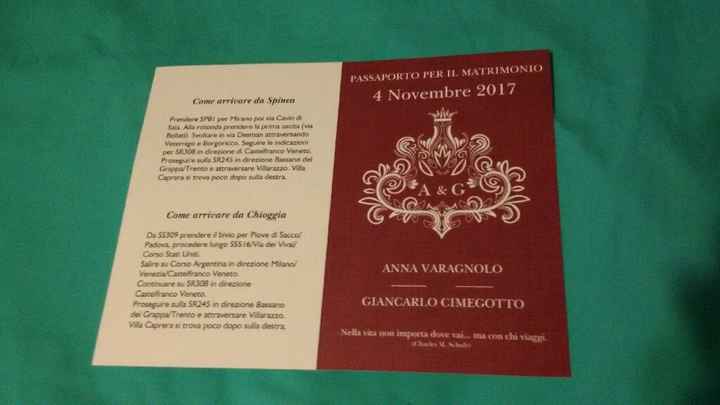 Come arrivare da Spinea
Prendere SP81 per Mirano poi via Cavin di
Sala. Alla rotonda prendere la prima uscita (via
Bollati). Svoltare in via Desman attraversando
Veternigo e Borgoricco. Seguire le indicazioni
per SR308 in direzione di Castelfranco Veneto.
Proseguire sulla SR245 in direzione Bassano del
Grappa/Trento e attraversare Villarazzo. Villa
Caprera si trova poco dopo sulla destra.
Come arrivare da Chioggia
Da SS309 prendere il bivio per Piove di Sacco/
Padova, procedere lungo SS516/Via dei Vivai/
Corso Stati Uniti.
Salire su Corso Argentina in direzione Milano/
Venezia/Castelfranco Veneto.
Continuare su SR308 in direzione
Castelfranco Veneto.
Proseguire sulla SR245 in direzione Bassano
del Grappa/Trento e attraversare Villarazzo.
Villa Caprera si trova poco dopo sulla destra.
PASSAPORTO PER IL MATRIMONIO
4 Novembre 2017
A & G
ANNA VARAGNOLO
GIANCARLO CIMEGOTTO
Nella vita non importa dove vai... ma con chi viaggi.
(Charles M. Schulz)